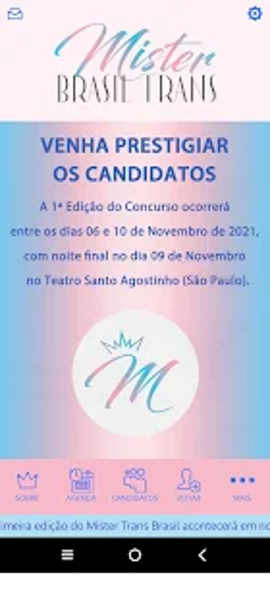 Mister
BRASIL TRANS
VENHA PRESTIGIAR
OS CANDIDATOS
A 1ª Edição do Concurso ocorrerá
entre os dias 06 e 10 de Novembro de 2021,
com noite final no dia 09 de Novembro
no Teatro Santo Agostinho (São Paulo).
M
SOBRE AGENDA CANDIDATOS VOTAR MAIS
imeira edição do Mister Trans Brasil acontecerá em no